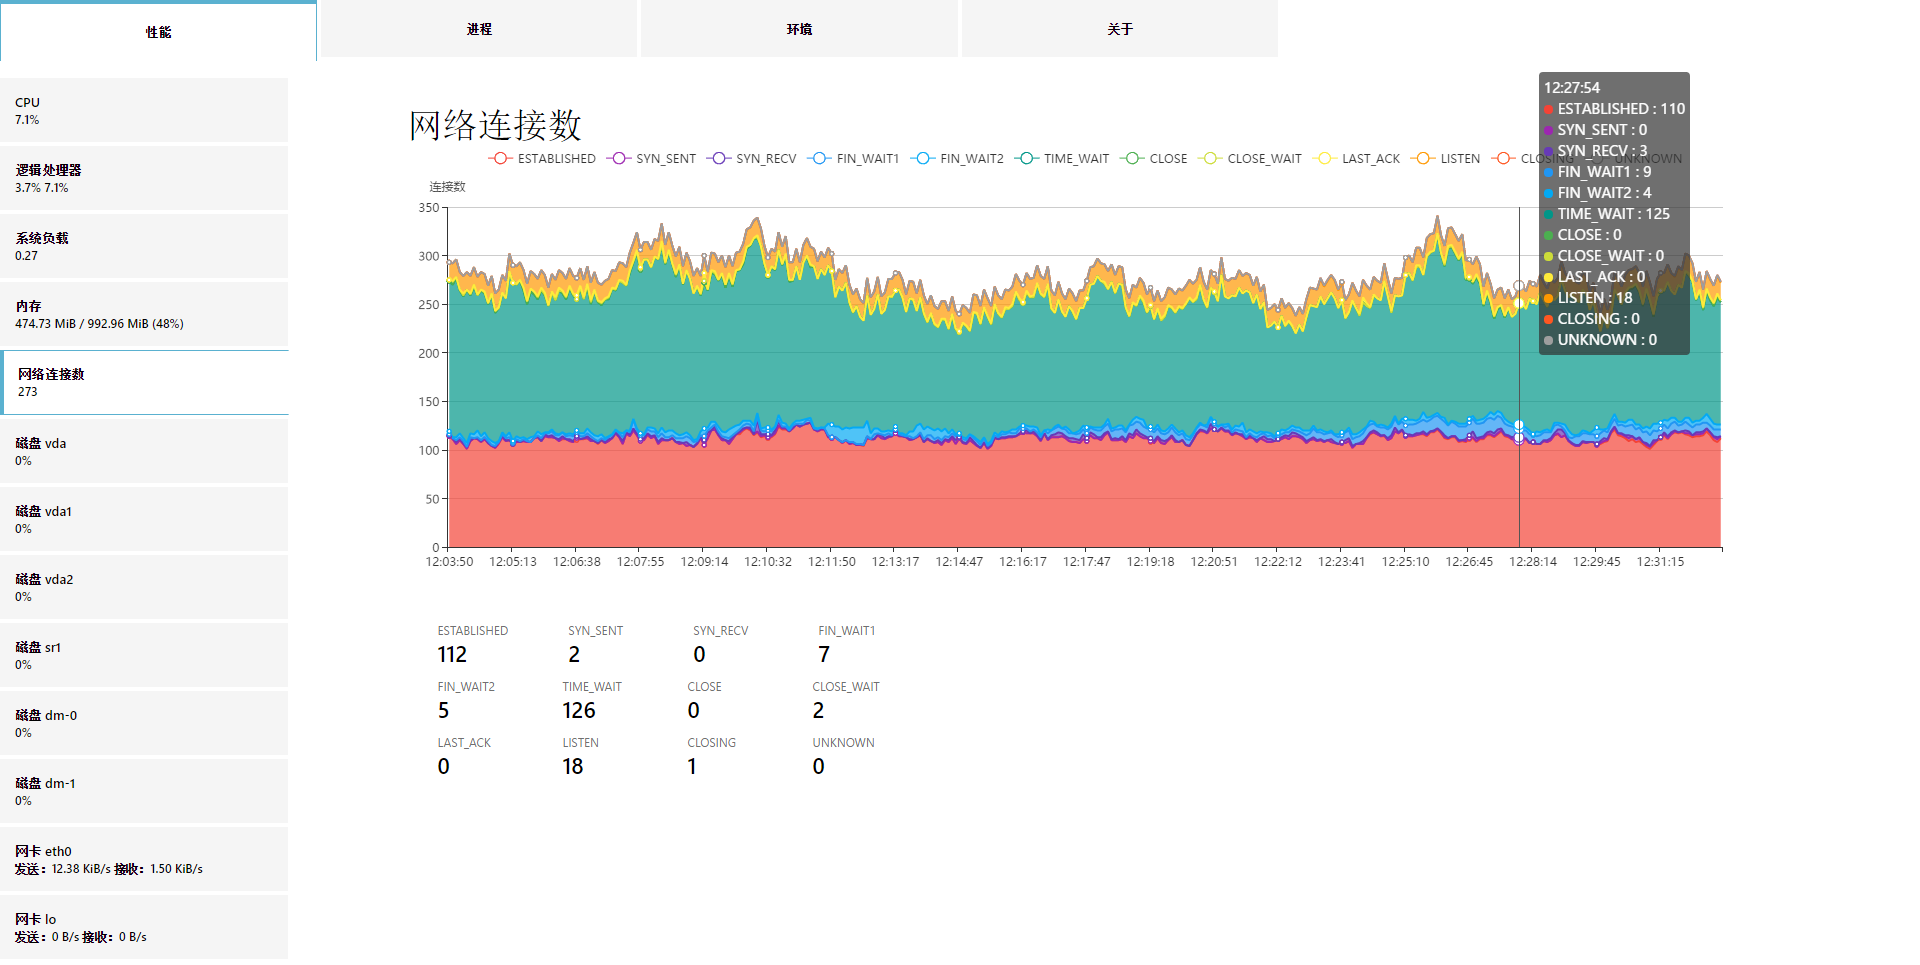 性能
进程
环境
关于
CPU
7.1%
逻辑处理器
3.7% 7.1%
系统负载
0.27
内存
474.73 MiB / 992.96 MiB (48%)
网络连接数
273
磁盘 vda
0%
磁盘 vda1
0%
磁盘 vda2
0%
磁盘 sr1
0%
磁盘 dm-0
0%
磁盘 dm-1
0%
网卡 eth0
发送：12.38 KiB/s 接收：1.50 KiB/s
网卡 lo
发送：0 B/s 接收：0 B/s
网络连接数
ESTABLISHED SYN_SENT SYN_RECV FIN_WAIT1 FIN_WAIT2 TIME_WAIT CLOSE CLOSE_WAIT LAST_ACK LISTEN CLOSING UNKNOWN
连接数
350
300
250
200
150
100
50
0
12:03:50 12:05:13 12:06:38 12:07:55 12:09:14 12:10:32 12:11:50 12:13:17 12:14:47 12:16:17 12:17:47 12:19:18 12:20:51 12:22:12 12:23:41 12:25:10 12:26:45 12:28:14 12:29:45 12:31:15
12:27:54
ESTABLISHED : 110
SYN_SENT : 0
SYN_RECV : 3
FIN_WAIT1 : 9
FIN_WAIT2 : 4
TIME_WAIT : 125
CLOSE : 0
CLOSE_WAIT : 0
LAST_ACK : 0
LISTEN : 18
CLOSING : 0
UNKNOWN : 0
ESTABLISHED SYN_SENT SYN_RECV FIN_WAIT1
112 2 0 7
FIN_WAIT2 TIME_WAIT CLOSE CLOSE_WAIT
5 126 0 2
LAST_ACK LISTEN CLOSING UNKNOWN
0 18 1 0